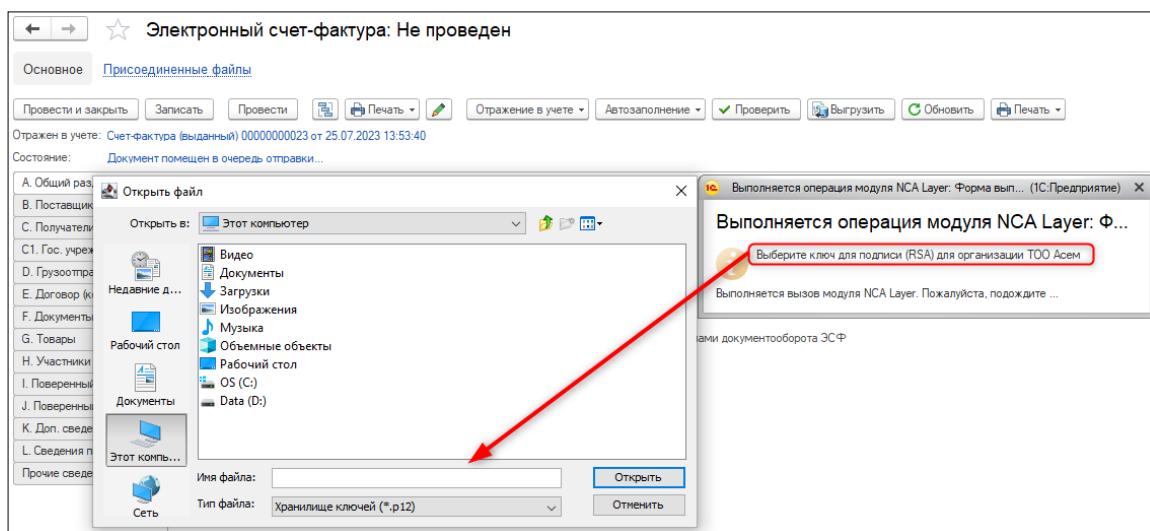 Электронный счет-фактура: Не проведен
Основное Присоединенные файлы
Провести и закрыть Записать Провести Печать Отражение в учете Автозаполнение Проверить Выгрузить Обновить Печать
Отражен в учете: Счет-фактура (выданный) 00000000023 от 25.07.2023 13:53:40
Состояние: Документ помещен в очередь отправки...
A. Общий раз
B. Поставщик
C. Получатели
C1. Гос. учреж
D. Грузоотпра
E. Договор (к
F. Документы
G. Товары
H. Участники
I. Поверенный
J. Поверенны
K. Доп. сведе
L. Сведения п
Прочие сведе
Открыть файл
Открыть в: Этот компьютер
Недавние д...
Рабочий стол
Документы
Этот компь...
Сеть
Видео
Документы
Загрузки
Изображения
Музыка
Объемные объекты
Рабочий стол
OS (C:)
Data (D:)
Имя файла: Открыть
Тип файла: Хранилище ключей (*.p12) Отменить
1С Выполняется операция модуля NCA Layer: Форма вып... (1С:Предприятие)
Выполняется операция модуля NCA Layer: Ф...
Выберите ключ для подписи (RSA) для организации ТОО Асем
Выполняется вызов модуля NCA Layer. Пожалуйста, подождите ...
ами документооборота ЭСФ